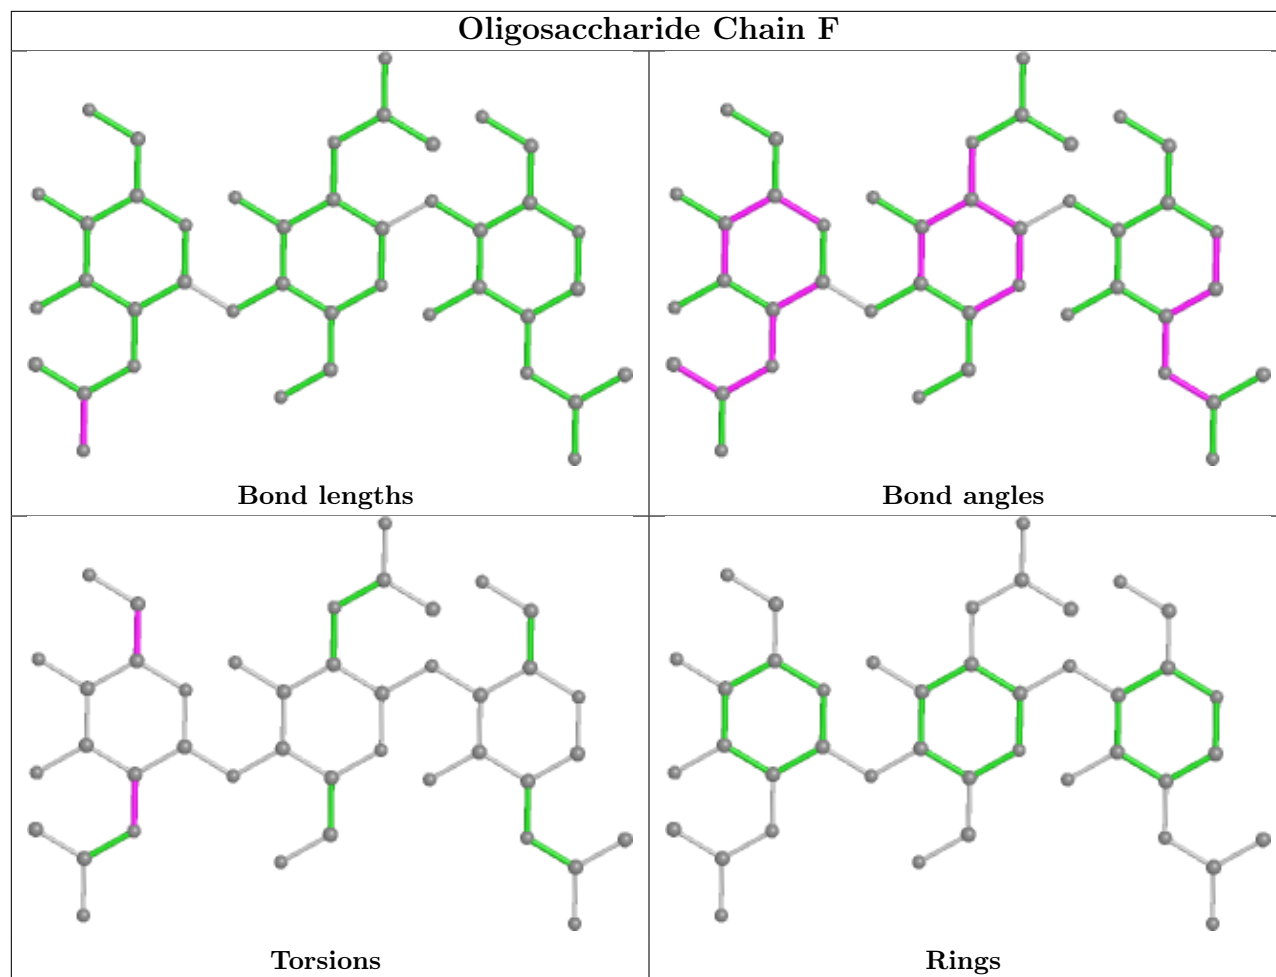 Oligosaccharide Chain F
Bond lengths
Bond angles
Torsions
Rings